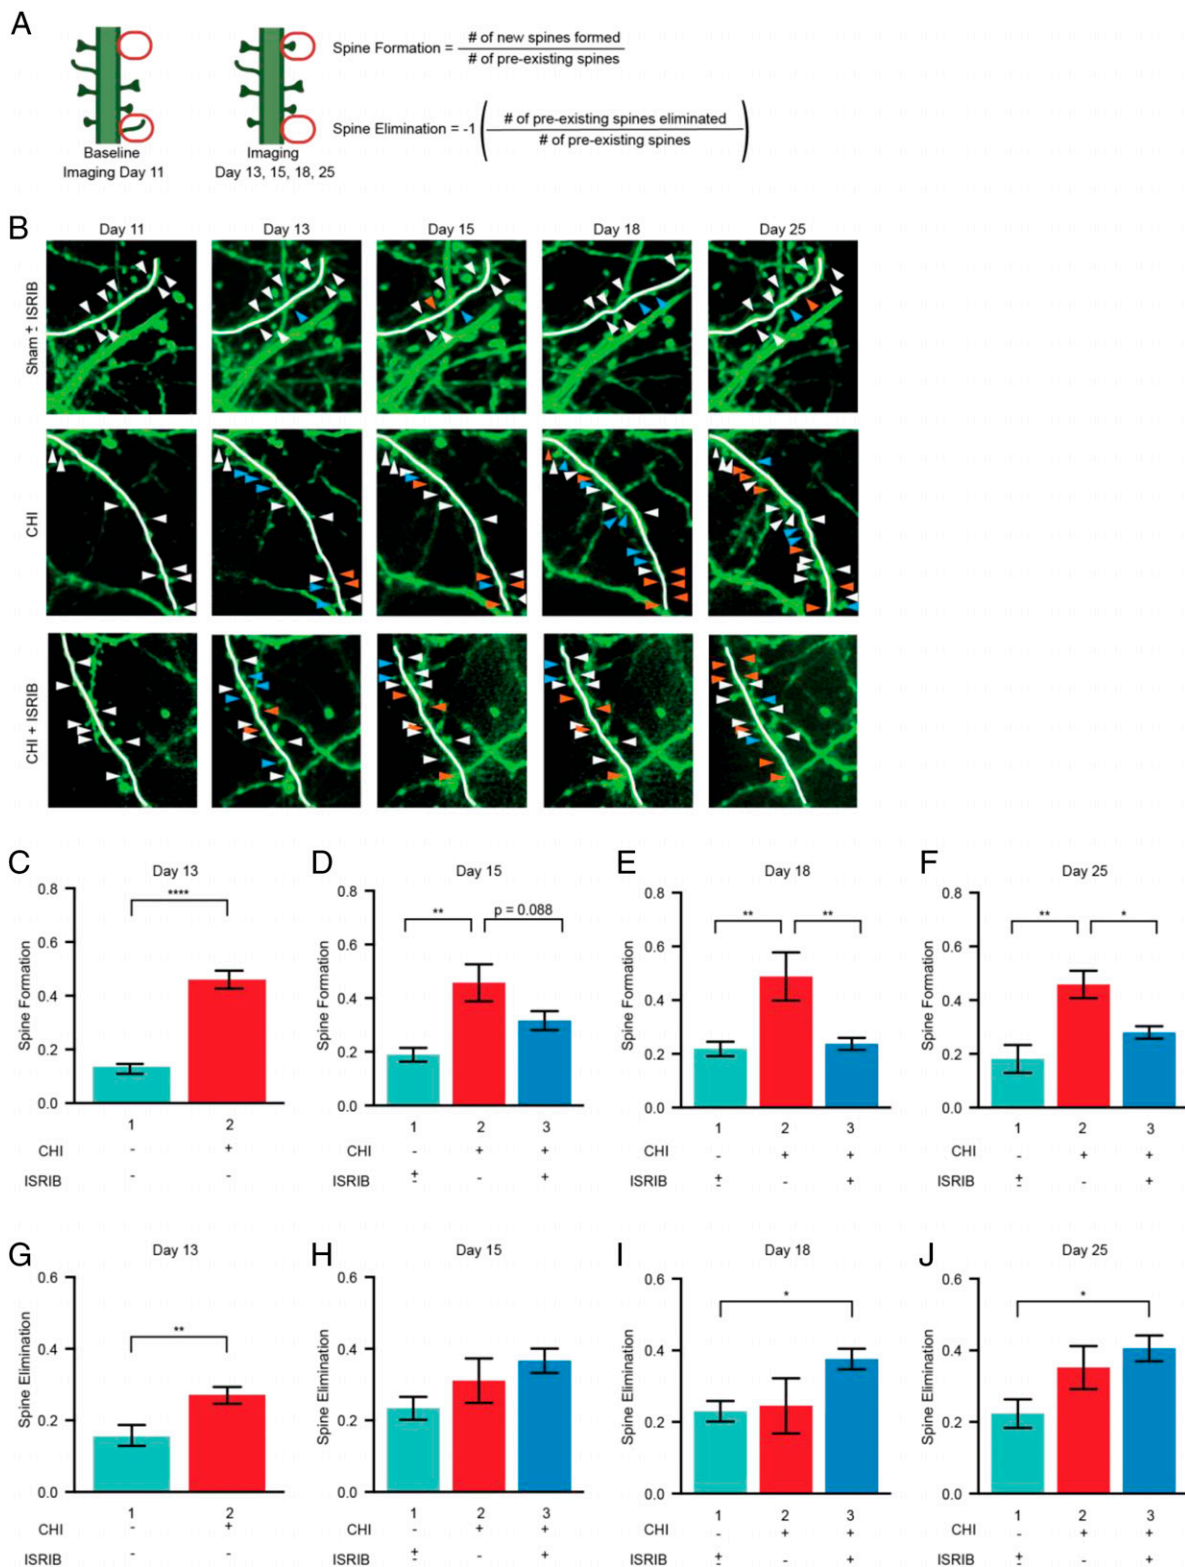 A
Spine Formation = # of new spines formed
# of pre-existing spines
Spine Elimination = -1 ( # of pre-existing spines eliminated )
# of pre-existing spines
Baseline
Imaging Day 11
Imaging
Day 13, 15, 18, 25
B
Day 11 Day 13 Day 15 Day 18 Day 25
Sham ± ISRIB
CHI
CHI + ISRIB
C
Day 13
****
Spine Formation
0.8
0.6
0.4
0.2
0.0
1 2
CHI - +
ISRIB - -
D
Day 15
** p = 0.088
Spine Formation
0.8
0.6
0.4
0.2
0.0
1 2 3
CHI - + +
ISRIB ± - +
E
Day 18
** **
Spine Formation
0.8
0.6
0.4
0.2
0.0
1 2 3
CHI - + +
ISRIB ± - +
F
Day 25
** *
Spine Formation
0.8
0.6
0.4
0.2
0.0
1 2 3
CHI - + +
ISRIB ± - +
G
Day 13
**
Spine Elimination
0.6
0.4
0.2
0.0
1 2
CHI - +
ISRIB - -
H
Day 15
Spine Elimination
0.6
0.4
0.2
0.0
1 2 3
CHI - + +
ISRIB ± - +
I
Day 18
*
Spine Elimination
0.6
0.4
0.2
0.0
1 2 3
CHI - + +
ISRIB ± - +
J
Day 25
*
Spine Elimination
0.6
0.4
0.2
0.0
1 2 3
CHI - + +
ISRIB ± - +